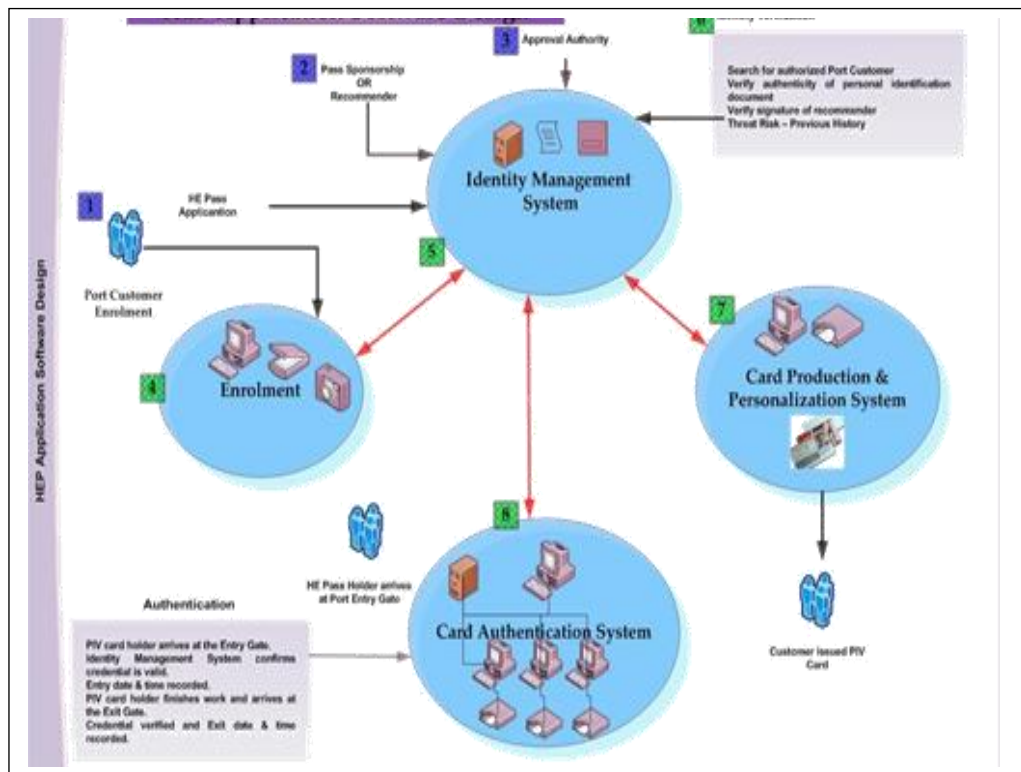 3
Approval Authority
6
2
Pass Sponsorship
OR
Recommender
Search for authorized Port Customer
Verify authenticity of personal identification
document
Verify signature of recommender
Threat Risk – Previous History
Identity Management
System
1
HE Pass
Applicantion
5
Port Customer
Enrolment
HEP Application Software Design
4
Enrolment
7
Card Production &
Personalization System
8
HE Pass Holder arrives
at Port Entry Gate
Authentication
PIV card holder arrives at the Entry Gate.
Identity Management System confirms
credential is valid.
Entry date & time recorded.
PIV card holder finishes work and arrives at
the Exit Gate.
Credential verified and Exit date & time
recorded.
Card Authentication System
Customer Issued PIV
Card